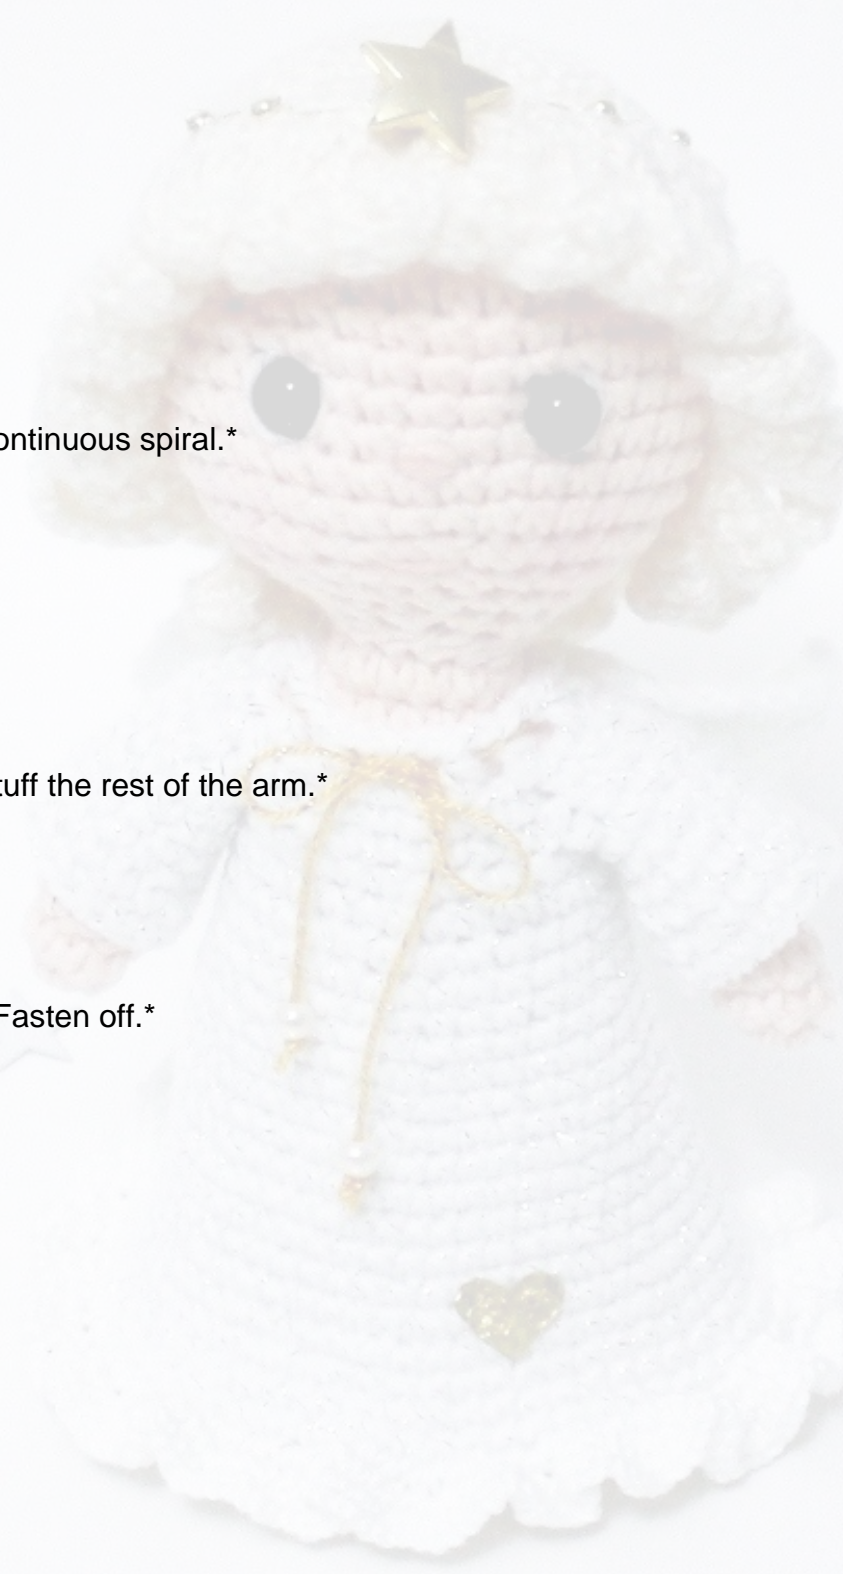 ontinuous spiral.*
tuff the rest of the arm.*
Fasten off.*